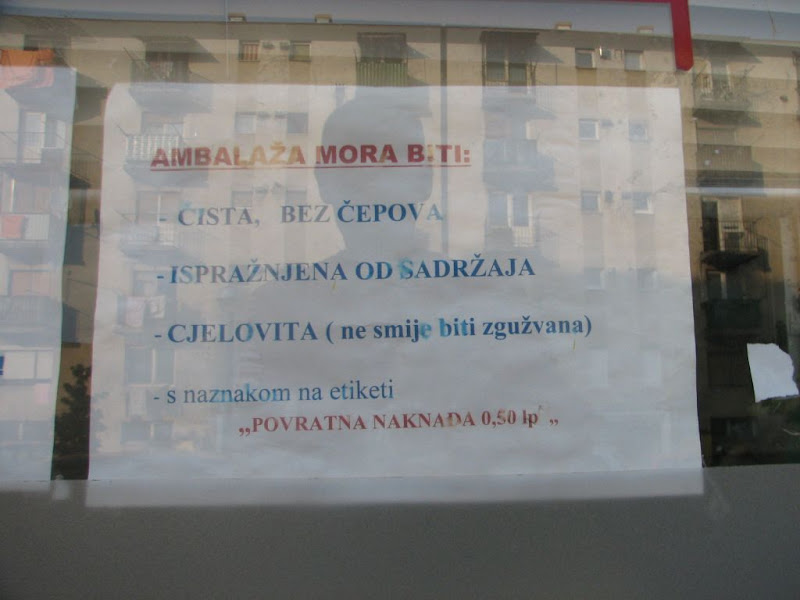 AMBALAŽA MORA BITI:
- ČISTA, BEZ ČEPOVA
- ISPRAŽNJENA OD SADRŽAJA
- CJELOVITA ( ne smije biti zgužvana)
- s naznakom na etiketi
„POVRATNA NAKNADA 0,50 lp „
!